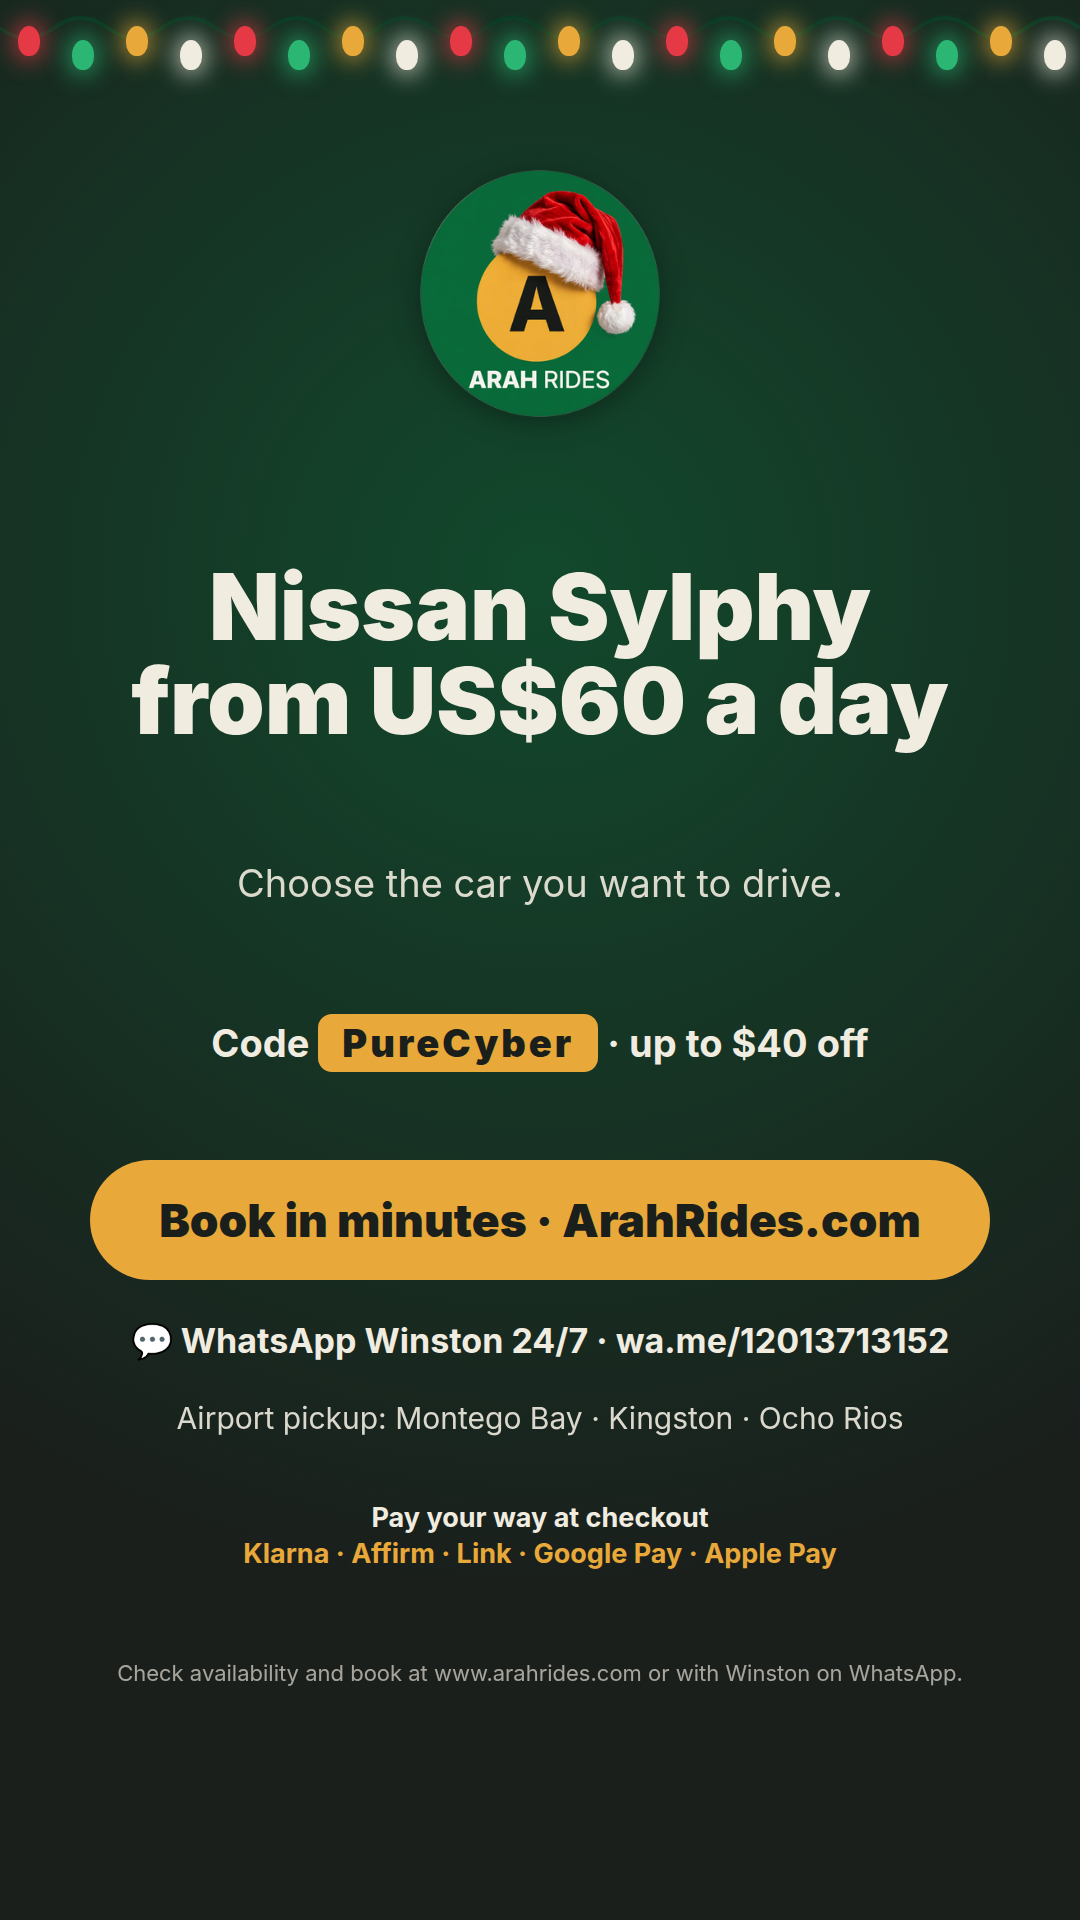 A
ARAH RIDES
Nissan Sylphy
from US$60 a day
Choose the car you want to drive.
Code PureCyber · up to $40 off
Book in minutes · ArahRides.com
💬 WhatsApp Winston 24/7 · wa.me/12013713152
Airport pickup: Montego Bay · Kingston · Ocho Rios
Pay your way at checkout
Klarna · Affirm · Link · Google Pay · Apple Pay
Check availability and book at www.arahrides.com or with Winston on WhatsApp.